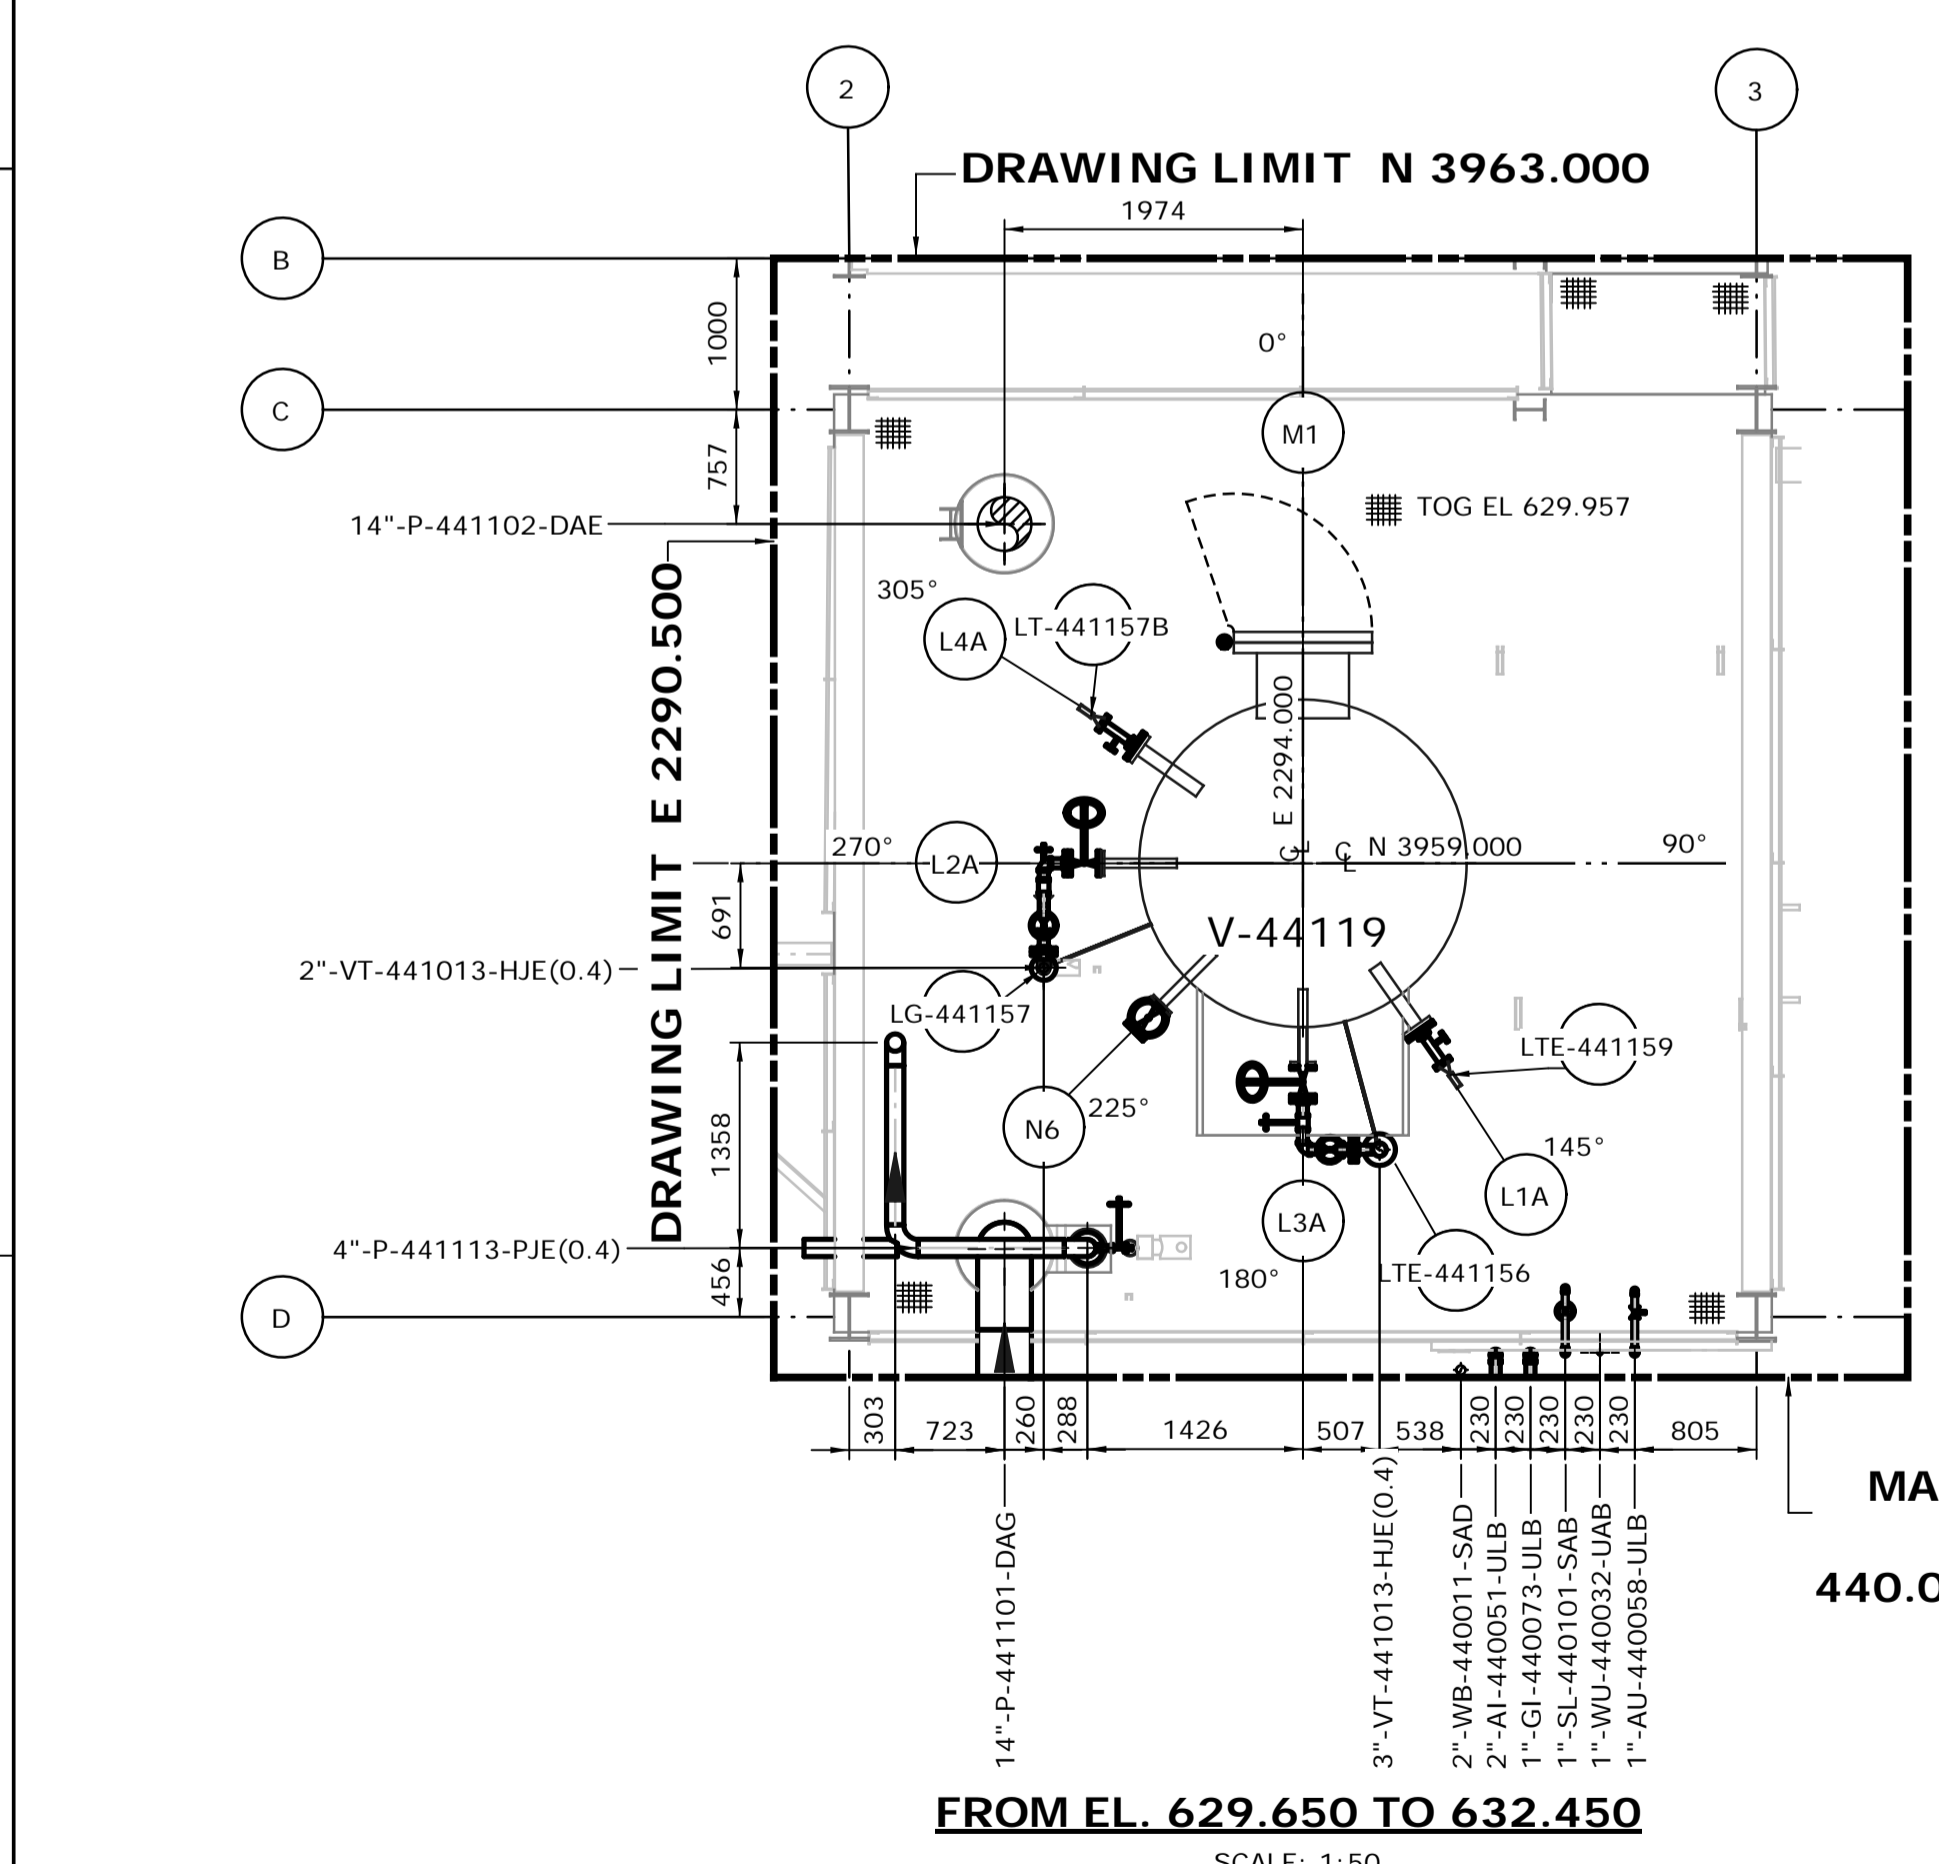 2
3
DRAWING LIMIT N 3963.000
1974
B
1000
0°
C
M1
757
TOG EL 629.957
14"-P-441102-DAE
305°
LT-441157B
L4A
DRAWING LIMIT E 2290.500
E 2294.000
270°
L2A
N 3959.000
90°
691
V-44119
2"-VT-441013-HJE(0.4)
LG-441157
LTE-441159
225°
N6
1358
145°
L1A
L3A
4"-P-441113-PJE(0.4)
180°
LTE-441156
456
D
303
723
260
288
1426
507
538
230
230
230
230
230
805
14"-P-441101-DAG
3"-VT-441013-HJE(0.4)
2"-WB-440011-SAD
2"-AI-440051-ULB
1"-GI-440073-ULB
1"-SL-440101-SAB
1"-WU-440032-UAB
1"-AU-440058-ULB
MA
440.0
FROM EL. 629.650 TO 632.450
SCALE: 1:50